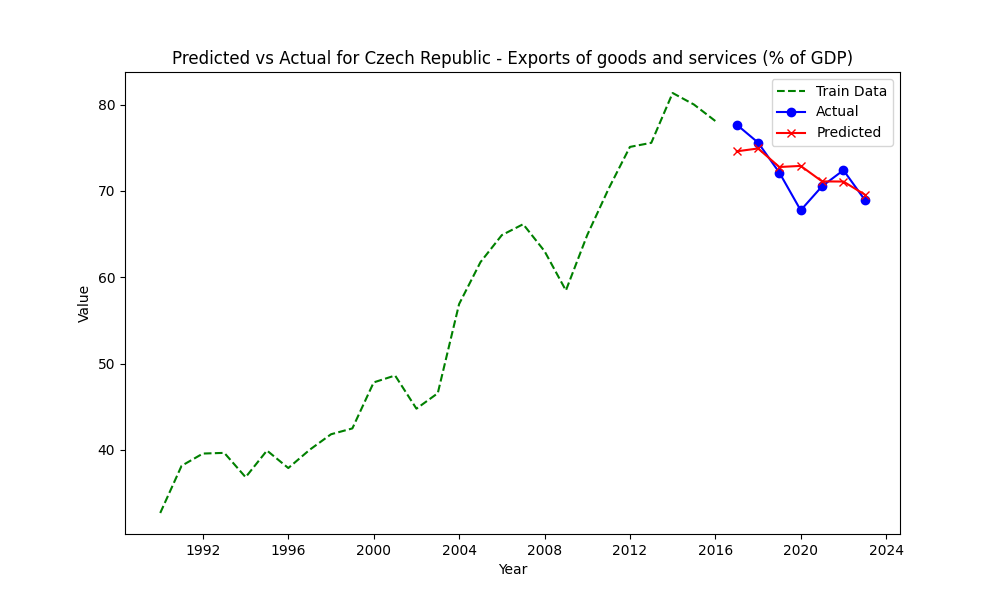 Predicted vs Actual for Czech Republic - Exports of goods and services (% of GDP)
Train Data
Actual
Predicted
80
70
60
50
40
Value
1992 1996 2000 2004 2008 2012 2016 2020 2024
Year